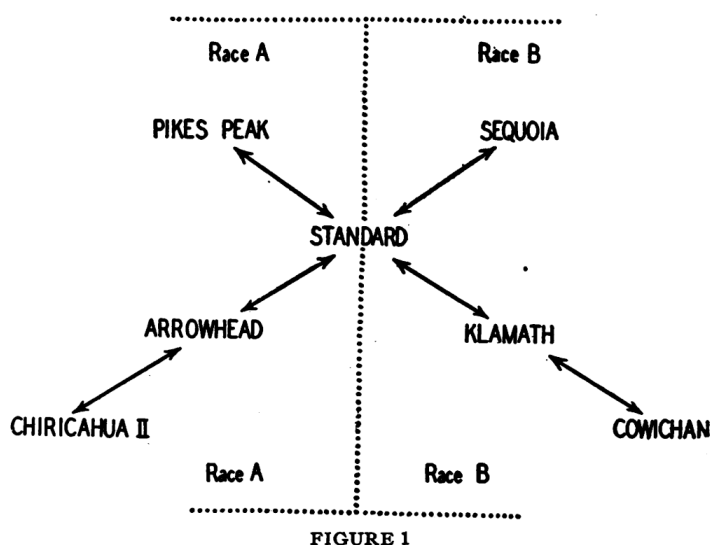 Race A Race B
PIKES PEAK SEQUOIA
STANDARD
ARROWHEAD KLAMATH
CHIRICAHUA II COWICHAN
Race A Race B
FIGURE 1